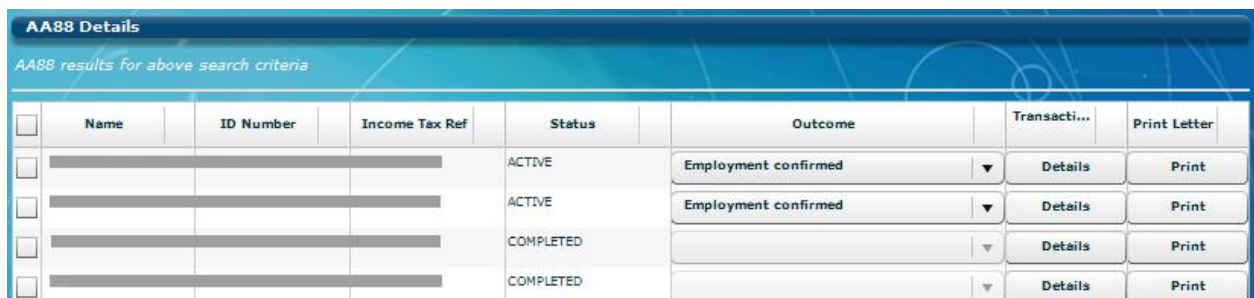 AA88 Details
AA88 results for above search criteria
Name ID Number Income Tax Ref Status Outcome Transacti... Print Letter
ACTIVE Employment confirmed Details Print
ACTIVE Employment confirmed Details Print
COMPLETED Details Print
COMPLETED Details Print